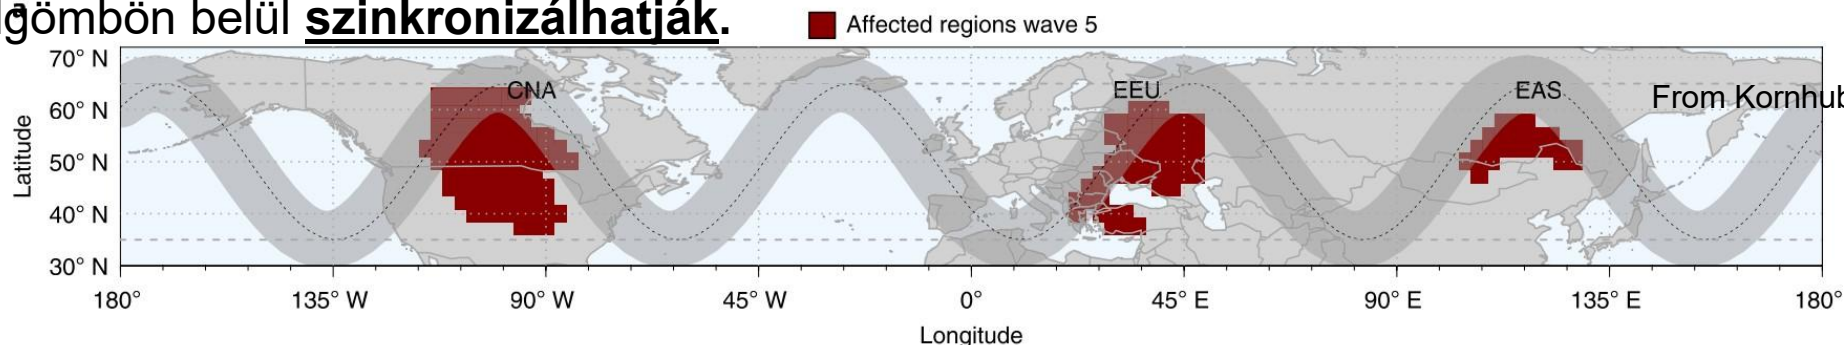 gömbön belül szinkronizálhatják.
Affected regions wave 5
70° N
60° N
50° N
40° N
30° N
Latitude
CNA
EEU
EAS
From Kornhub
180°
135° W
90° W
45° W
0°
45° E
90° E
135° E
180°
Longitude